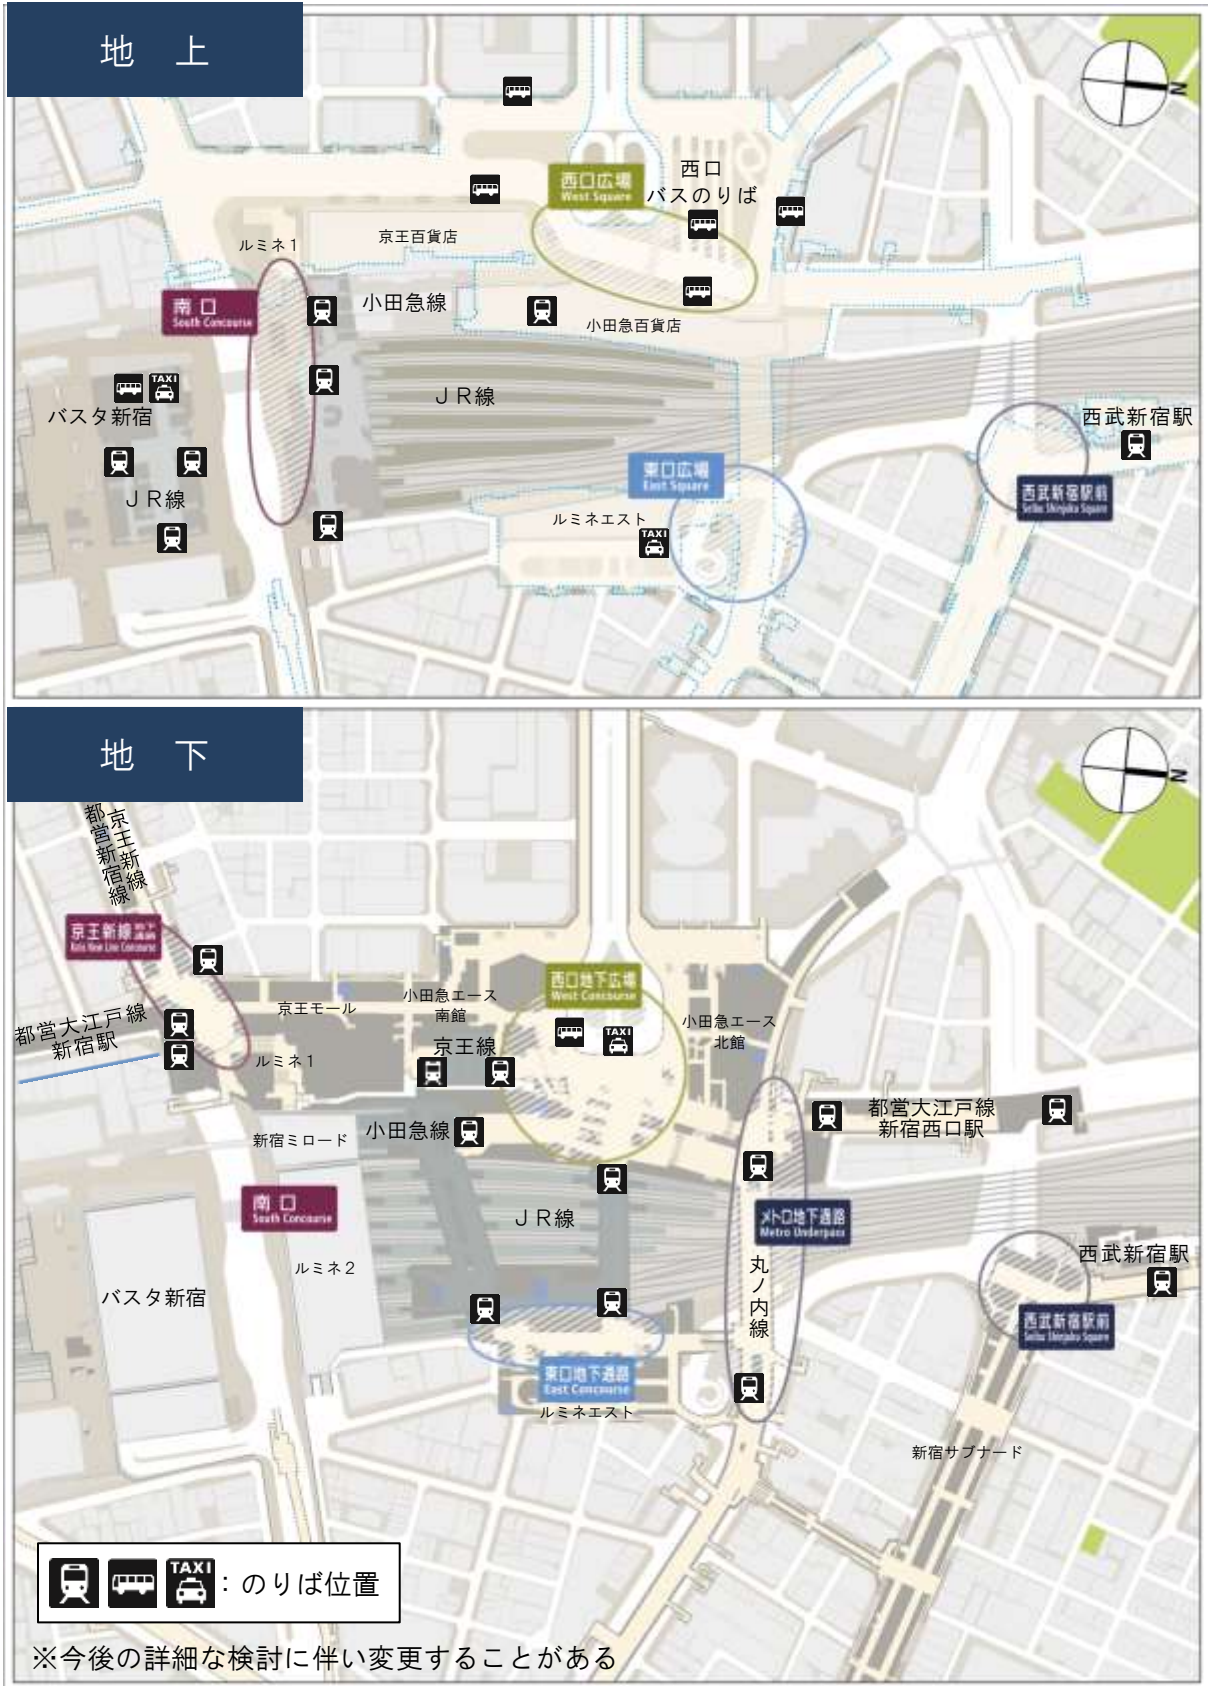 地 上
N
西口広場
West Square
西口
バスのりば
ルミネ1
京王百貨店
南口
South Concourse
小田急線
小田急百貨店
TAXI
バスタ新宿
JR線
西武新宿駅
東口広場
East Square
西武新宿駅前
Seibu Shinjuku Square
JR線
ルミネエスト
TAXI
地 下
N
京王新線
都営新宿線
京王新線地下通路
Keio New Line Concourse
西口地下広場
West Concourse
小田急エース
南館
京王モール
TAXI
小田急エース
北館
都営大江戸線
新宿駅
ルミネ1
京王線
都営大江戸線
新宿西口駅
新宿ミロード
小田急線
南口
South Concourse
JR線
メトロ地下通路
Metro Underpass
ルミネ2
丸ノ内線
西武新宿駅
バスタ新宿
西武新宿駅前
Seibu Shinjuku Square
東口地下通路
East Concourse
ルミネエスト
新宿サブナード
TAXI
：のりば位置
※今後の詳細な検討に伴い変更することがある